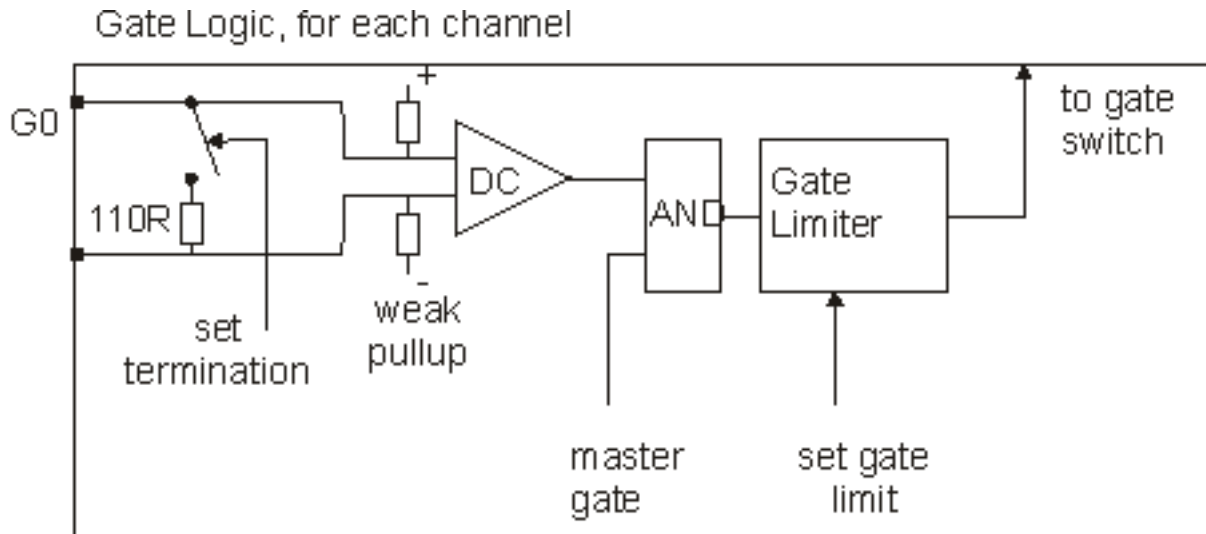 Gate Logic, for each channel
+
to gate
switch
G0
DC
AND
Gate
Limiter
110R
-
weak
pullup
set
termination
master
gate
set gate
limit